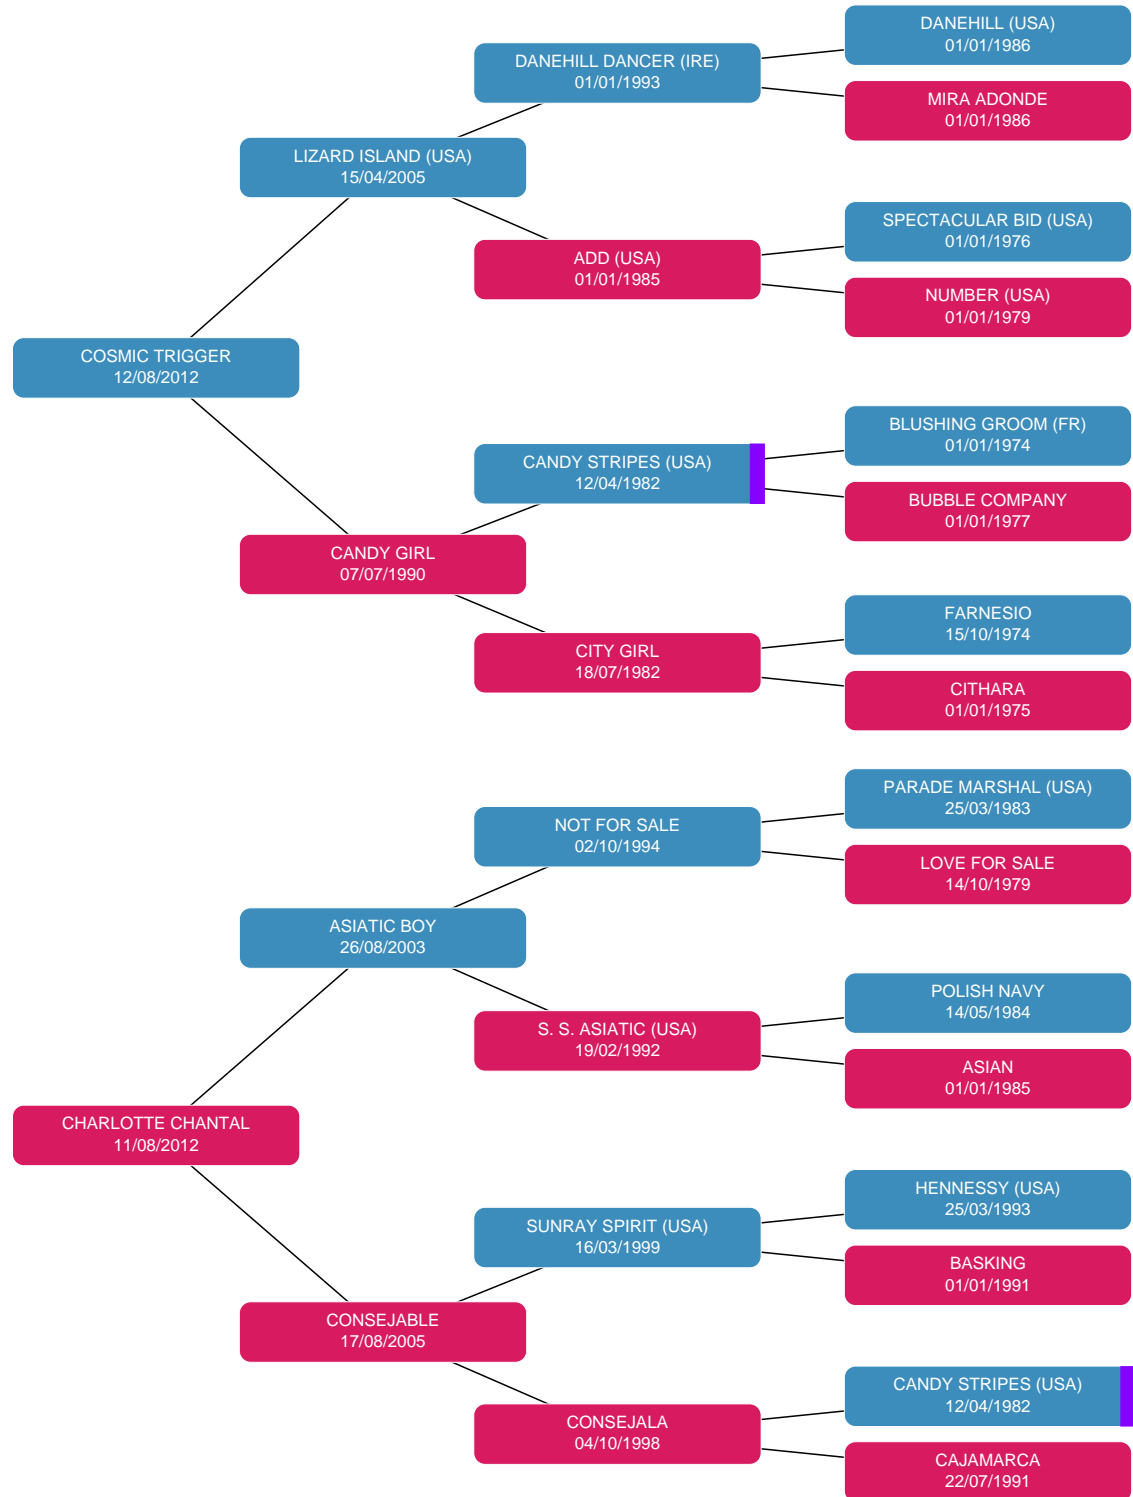 DANEHILL (USA)
01/01/1986
DANEHILL DANCER (IRE)
01/01/1993
MIRA ADONDE
01/01/1986
LIZARD ISLAND (USA)
15/04/2005
SPECTACULAR BID (USA)
01/01/1976
ADD (USA)
01/01/1985
NUMBER (USA)
01/01/1979
COSMIC TRIGGER
12/08/2012
BLUSHING GROOM (FR)
01/01/1974
CANDY STRIPES (USA)
12/04/1982
BUBBLE COMPANY
01/01/1977
CANDY GIRL
07/07/1990
FARNESIO
15/10/1974
CITY GIRL
18/07/1982
CITHARA
01/01/1975
PARADE MARSHAL (USA)
25/03/1983
NOT FOR SALE
02/10/1994
LOVE FOR SALE
14/10/1979
ASIATIC BOY
26/08/2003
POLISH NAVY
14/05/1984
S. S. ASIATIC (USA)
19/02/1992
ASIAN
01/01/1985
CHARLOTTE CHANTAL
11/08/2012
HENNESSY (USA)
25/03/1993
SUNRAY SPIRIT (USA)
16/03/1999
BASKING
01/01/1991
CONSEJABLE
17/08/2005
CANDY STRIPES (USA)
12/04/1982
CONSEJALA
04/10/1998
CAJAMARCA
22/07/1991